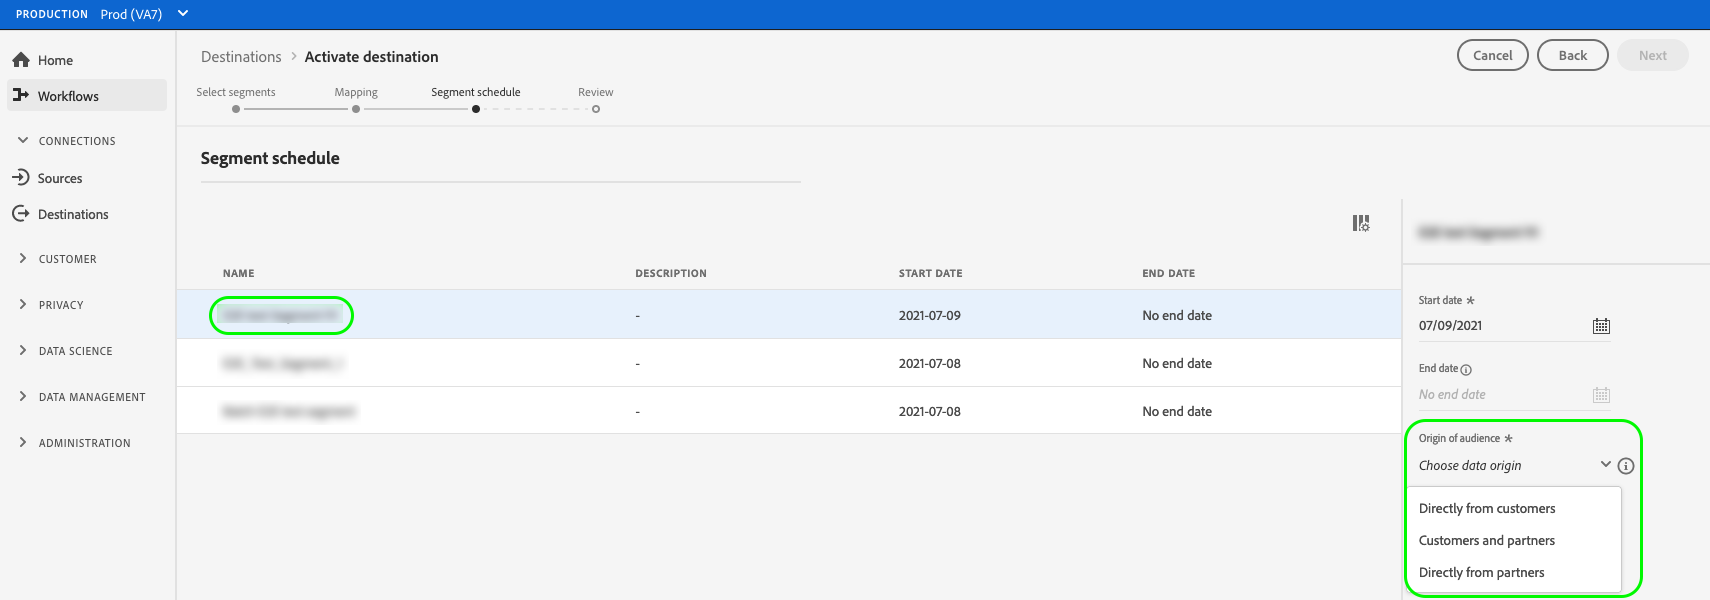 PRODUCTION Prod (VA7)
Home
Workflows
CONNECTIONS
Sources
Destinations
CUSTOMER
PRIVACY
DATA SCIENCE
DATA MANAGEMENT
ADMINISTRATION
Destinations > Activate destination
Cancel Back Next
Select segments Mapping Segment schedule Review
Segment schedule
NAME DESCRIPTION START DATE END DATE
- 2021-07-09 No end date
- 2021-07-08 No end date
- 2021-07-08 No end date
Start date *
07/09/2021
End date
No end date
Origin of audience *
Choose data origin
Directly from customers
Customers and partners
Directly from partners